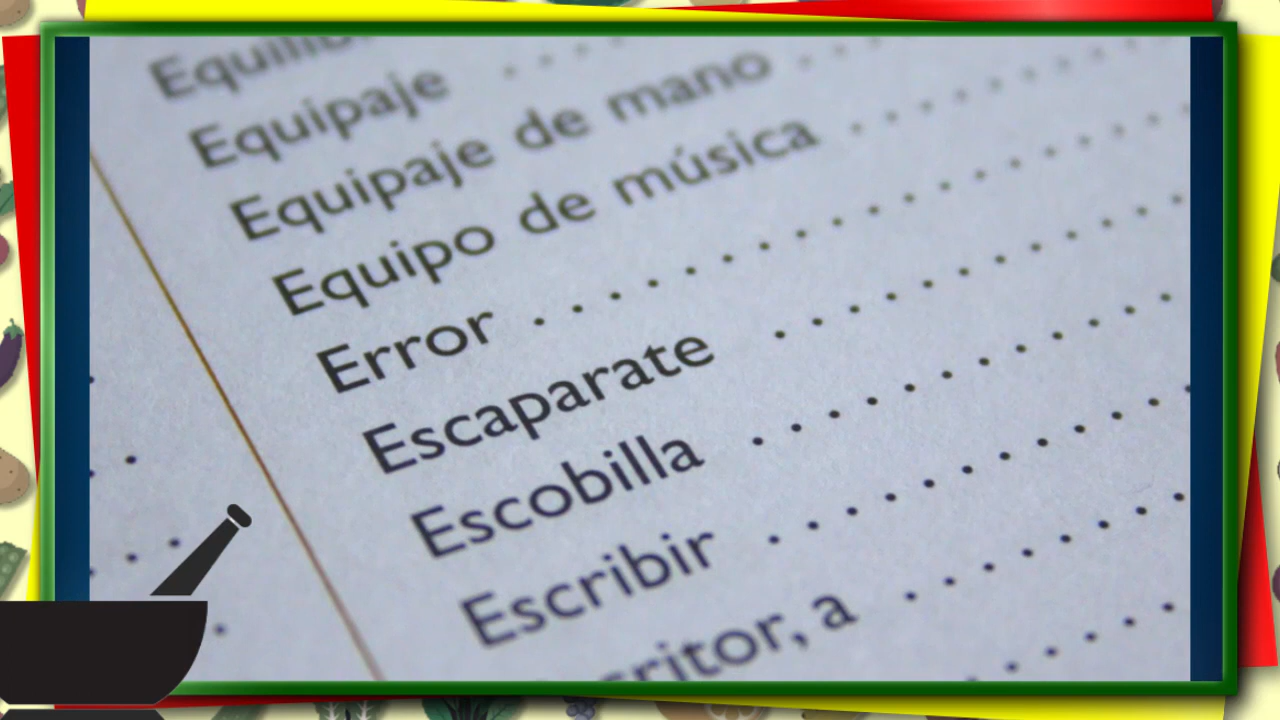 Equipaje
Equipaje de mano
Equipo de música
Error
Escaparate
Escobilla
Escribir